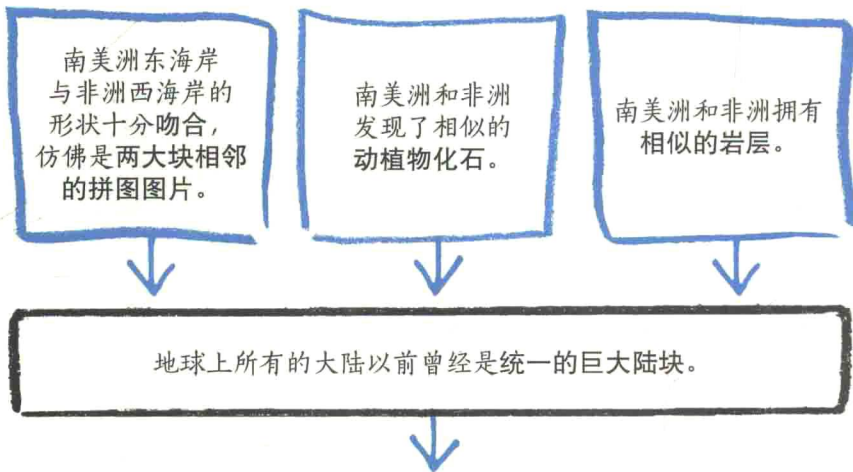 南美洲东海岸
与非洲西海岸的
形状十分吻合，
仿佛是两大块相邻
的拼图图片。
南美洲和非洲
发现了相似的
动植物化石。
南美洲和非洲拥有
相似的岩层。
地球上所有的大陆以前曾经是统一的巨大陆块。